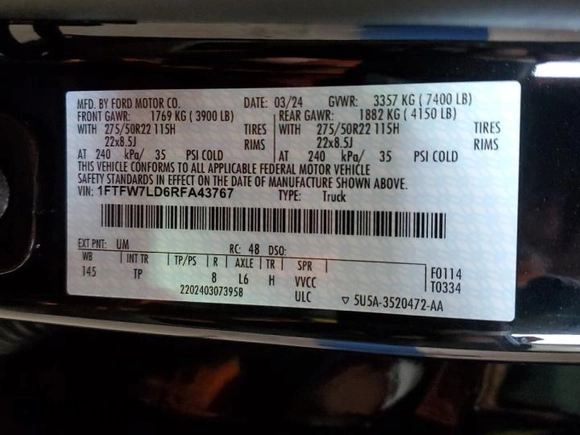 MFD. BY FORD MOTOR CO. DATE: 03/24 GVWR: 3357 KG ( 7400 LB)
FRONT GAWR: 1769 KG ( 3900 LB) REAR GAWR: 1882 KG ( 4150 LB)
WITH 275/50R22 115H TIRES WITH 275/50R22 115H TIRES
22x8.5J RIMS 22x8.5J RIMS
AT 240 kPa/ 35 PSI COLD AT 240 kPa/ 35 PSI COLD
THIS VEHICLE CONFORMS TO ALL APPLICABLE FEDERAL MOTOR VEHICLE
SAFETY STANDARDS IN EFFECT ON THE DATE OF MANUFACTURE SHOWN ABOVE.
VIN: 1FTFW7LD6RFA43767 TYPE: Truck
EXT PNT: UM RC: 48 DSO:
WB INT TR TP/PS R AXLE TR SPR F0114
145 TP 8 L6 H VVCC T0334
2202403073958 ULC ▽ 5U5A-3520472-AA